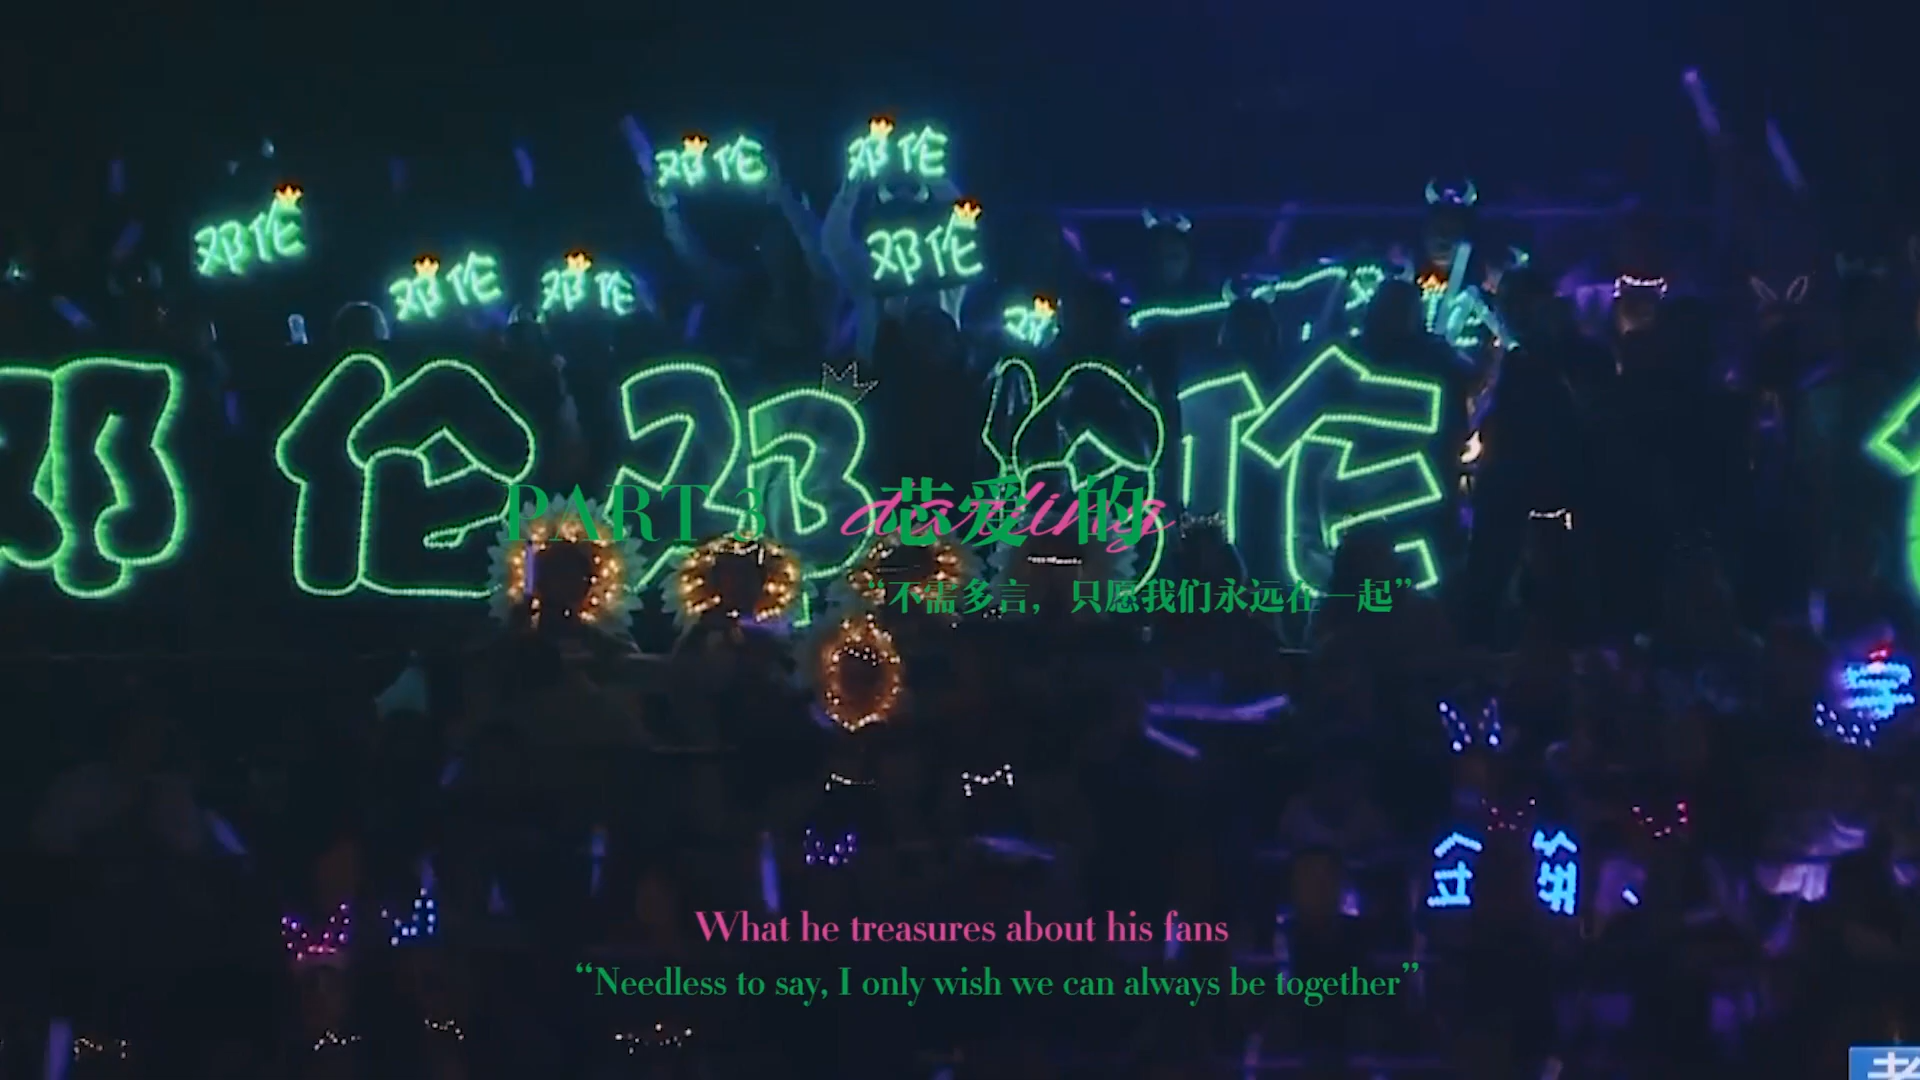 邓伦
邓伦
邓伦
邓伦
邓伦
邓伦
邓
邓 伦 邓 伦 邓伦
PART 3 芯爱的
darling
“不需多言，只愿我们永远在一起”
What he treasures about his fans
“Needless to say, I only wish we can always be together”